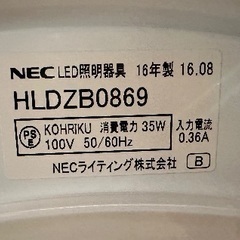 NEC LED照明器具 16年製 16.08
HLDZB0869
PS
E KOHRIKU 消費電力 35W 入力電流
100V 50/60Hz 0.36A
NECライティング株式会社 B